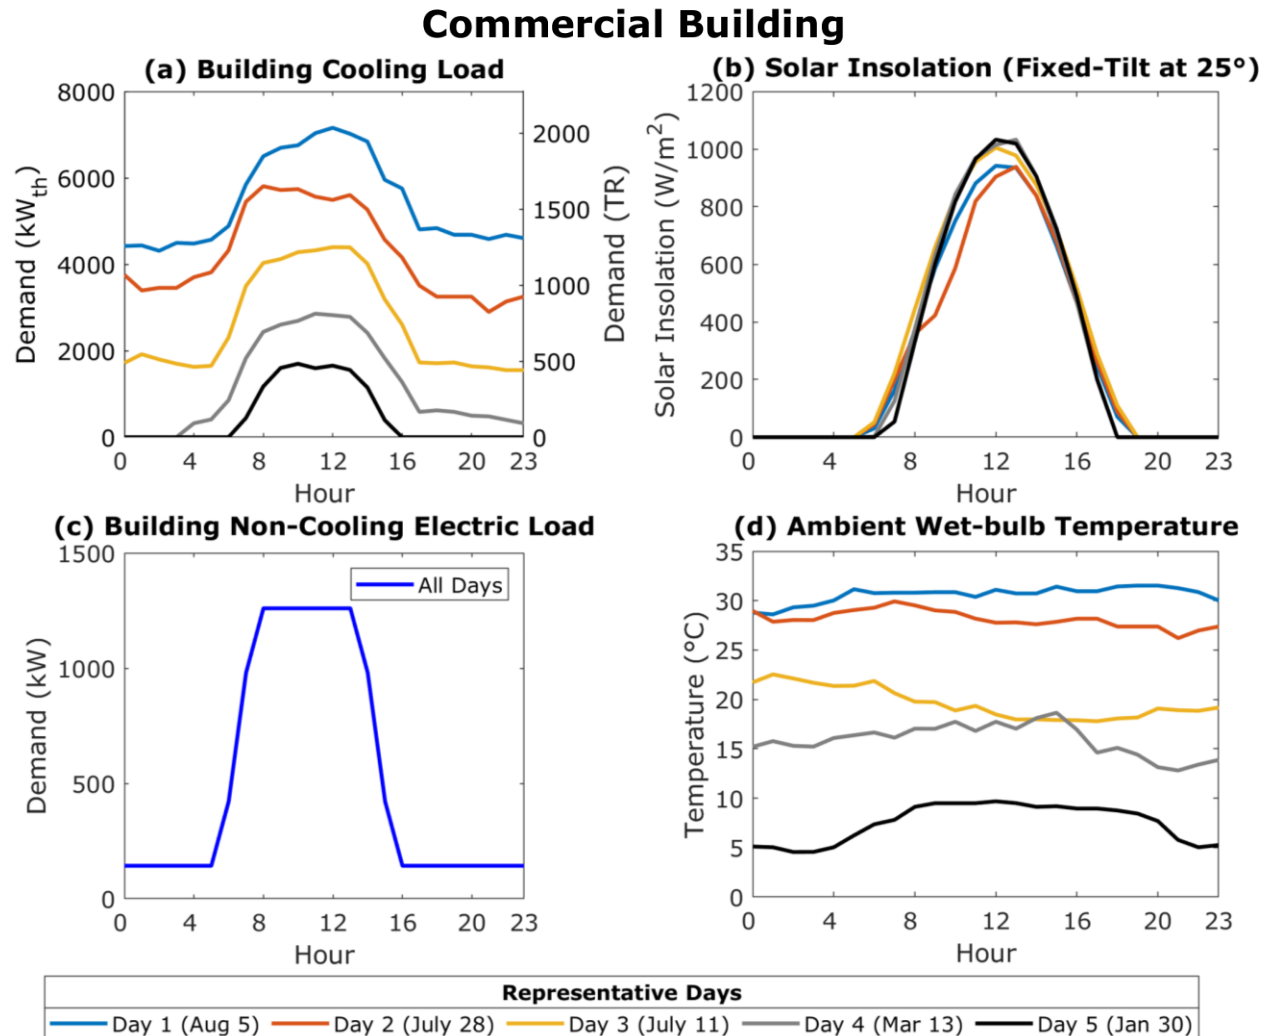 Commercial Building
(a) Building Cooling Load
8000
6000
4000
2000
0
Demand (kWth)
2000
1500
1000
500
0
Demand (TR)
0 4 8 12 16 20 23
Hour
(b) Solar Insolation (Fixed-Tilt at 25°)
1200
1000
800
600
400
200
0
Solar Insolation (W/m²)
0 4 8 12 16 20 23
Hour
(c) Building Non-Cooling Electric Load
1500
1000
500
0
Demand (kW)
All Days
0 4 8 12 16 20 23
Hour
(d) Ambient Wet-bulb Temperature
35
30
25
20
15
10
5
0
Temperature (°C)
0 4 8 12 16 20 23
Hour
Representative Days
Day 1 (Aug 5) Day 2 (July 28) Day 3 (July 11) Day 4 (Mar 13) Day 5 (Jan 30)